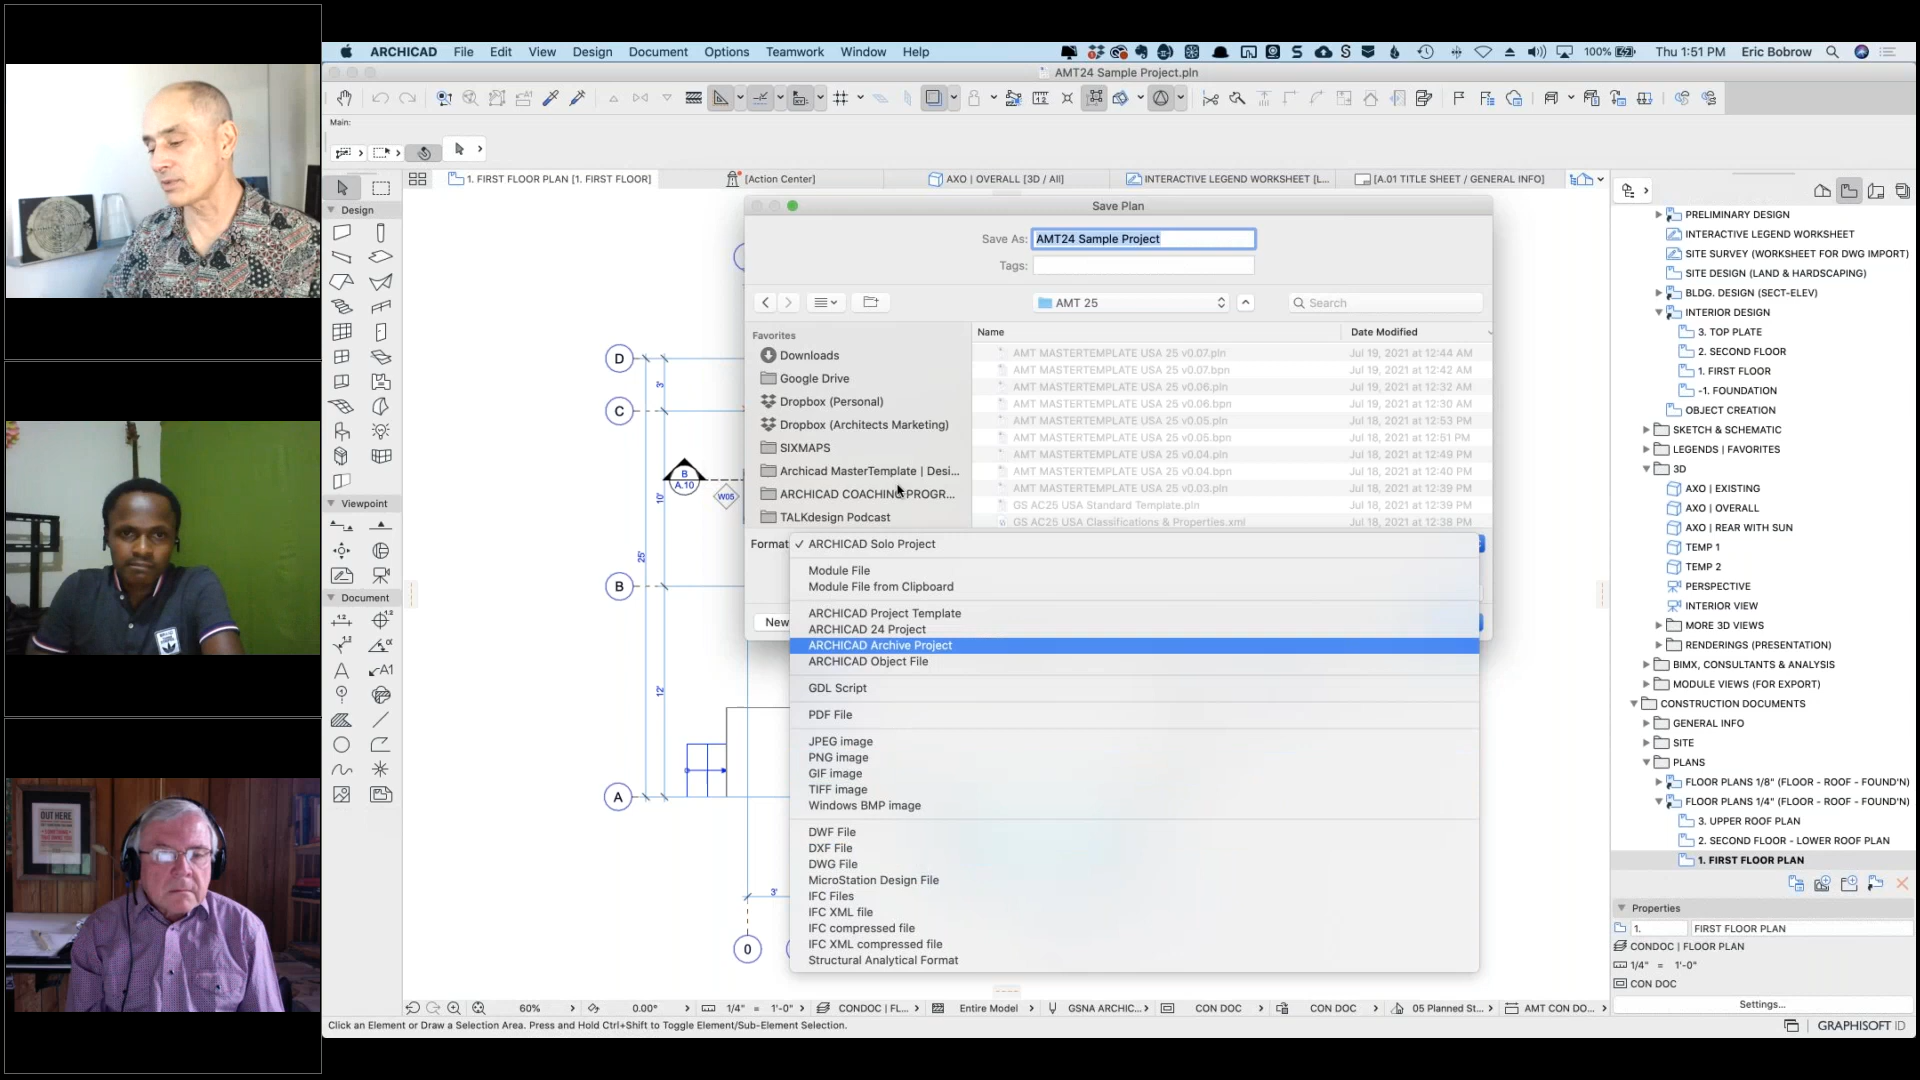 ARCHICAD File Edit View Design Document Options Teamwork Window Help
100% Thu 1:51 PM Eric Bobrow
AMT24 Sample Project.pln
Main:
1. FIRST FLOOR PLAN [1. FIRST FLOOR]
[Action Center]
AXO | OVERALL [3D / All]
INTERACTIVE LEGEND WORKSHEET [L...
[A.01 TITLE SHEET / GENERAL INFO]
Design
Viewpoint
Document
D
C
B
A
0
3'
10'
25'
12'
3'
B
A.10
W05
Save Plan
Save As: AMT24 Sample Project
Tags:
AMT 25
Search
Favorites
Downloads
Google Drive
Dropbox (Personal)
Dropbox (Architects Marketing)
SIXMAPS
Archicad MasterTemplate | Desi...
ARCHICAD COACHING PROGR...
TALKdesign Podcast
Name Date Modified
AMT MASTERTEMPLATE USA 25 v0.07.pln Jul 19, 2021 at 12:44 AM
AMT MASTERTEMPLATE USA 25 v0.07.bpn Jul 19, 2021 at 12:42 AM
AMT MASTERTEMPLATE USA 25 v0.06.pln Jul 19, 2021 at 12:32 AM
AMT MASTERTEMPLATE USA 25 v0.06.bpn Jul 19, 2021 at 12:30 AM
AMT MASTERTEMPLATE USA 25 v0.05.pln Jul 18, 2021 at 12:53 PM
AMT MASTERTEMPLATE USA 25 v0.05.bpn Jul 18, 2021 at 12:51 PM
AMT MASTERTEMPLATE USA 25 v0.04.pln Jul 18, 2021 at 12:49 PM
AMT MASTERTEMPLATE USA 25 v0.04.bpn Jul 18, 2021 at 12:40 PM
AMT MASTERTEMPLATE USA 25 v0.03.pln Jul 18, 2021 at 12:39 PM
GS AC25 USA Standard Template.pln Jul 18, 2021 at 12:39 PM
GS AC25 USA Classifications & Properties.xml Jul 18, 2021 at 12:38 PM
Format
✓ ARCHICAD Solo Project
Module File
Module File from Clipboard
ARCHICAD Project Template
ARCHICAD 24 Project
ARCHICAD Archive Project
ARCHICAD Object File
GDL Script
PDF File
JPEG image
PNG image
GIF image
TIFF image
Windows BMP image
DWF File
DXF File
DWG File
MicroStation Design File
IFC Files
IFC XML file
IFC compressed file
IFC XML compressed file
Structural Analytical Format
New
PRELIMINARY DESIGN
INTERACTIVE LEGEND WORKSHEET
SITE SURVEY (WORKSHEET FOR DWG IMPORT)
SITE DESIGN (LAND & HARDSCAPING)
BLDG. DESIGN (SECT-ELEV)
INTERIOR DESIGN
3. TOP PLATE
2. SECOND FLOOR
1. FIRST FLOOR
-1. FOUNDATION
OBJECT CREATION
SKETCH & SCHEMATIC
LEGENDS | FAVORITES
3D
AXO | EXISTING
AXO | OVERALL
AXO | REAR WITH SUN
TEMP 1
TEMP 2
PERSPECTIVE
INTERIOR VIEW
MORE 3D VIEWS
RENDERINGS (PRESENTATION)
BIMX, CONSULTANTS & ANALYSIS
MODULE VIEWS (FOR EXPORT)
CONSTRUCTION DOCUMENTS
GENERAL INFO
SITE
PLANS
FLOOR PLANS 1/8" (FLOOR - ROOF - FOUND'N)
FLOOR PLANS 1/4" (FLOOR - ROOF - FOUND'N)
3. UPPER ROOF PLAN
2. SECOND FLOOR - LOWER ROOF PLAN
1. FIRST FLOOR PLAN
Properties
1. FIRST FLOOR PLAN
CONDOC | FLOOR PLAN
1/4" = 1'-0"
CON DOC
Settings...
60% 0.00° 1/4" = 1'-0" CONDOC | FL... Entire Model GSNA ARCHIC... CON DOC CON DOC 05 Planned St... AMT CON DO...
Click an Element or Draw a Selection Area. Press and Hold Ctrl+Shift to Toggle Element/Sub-Element Selection.
GRAPHISOFT ID
OUT HERE